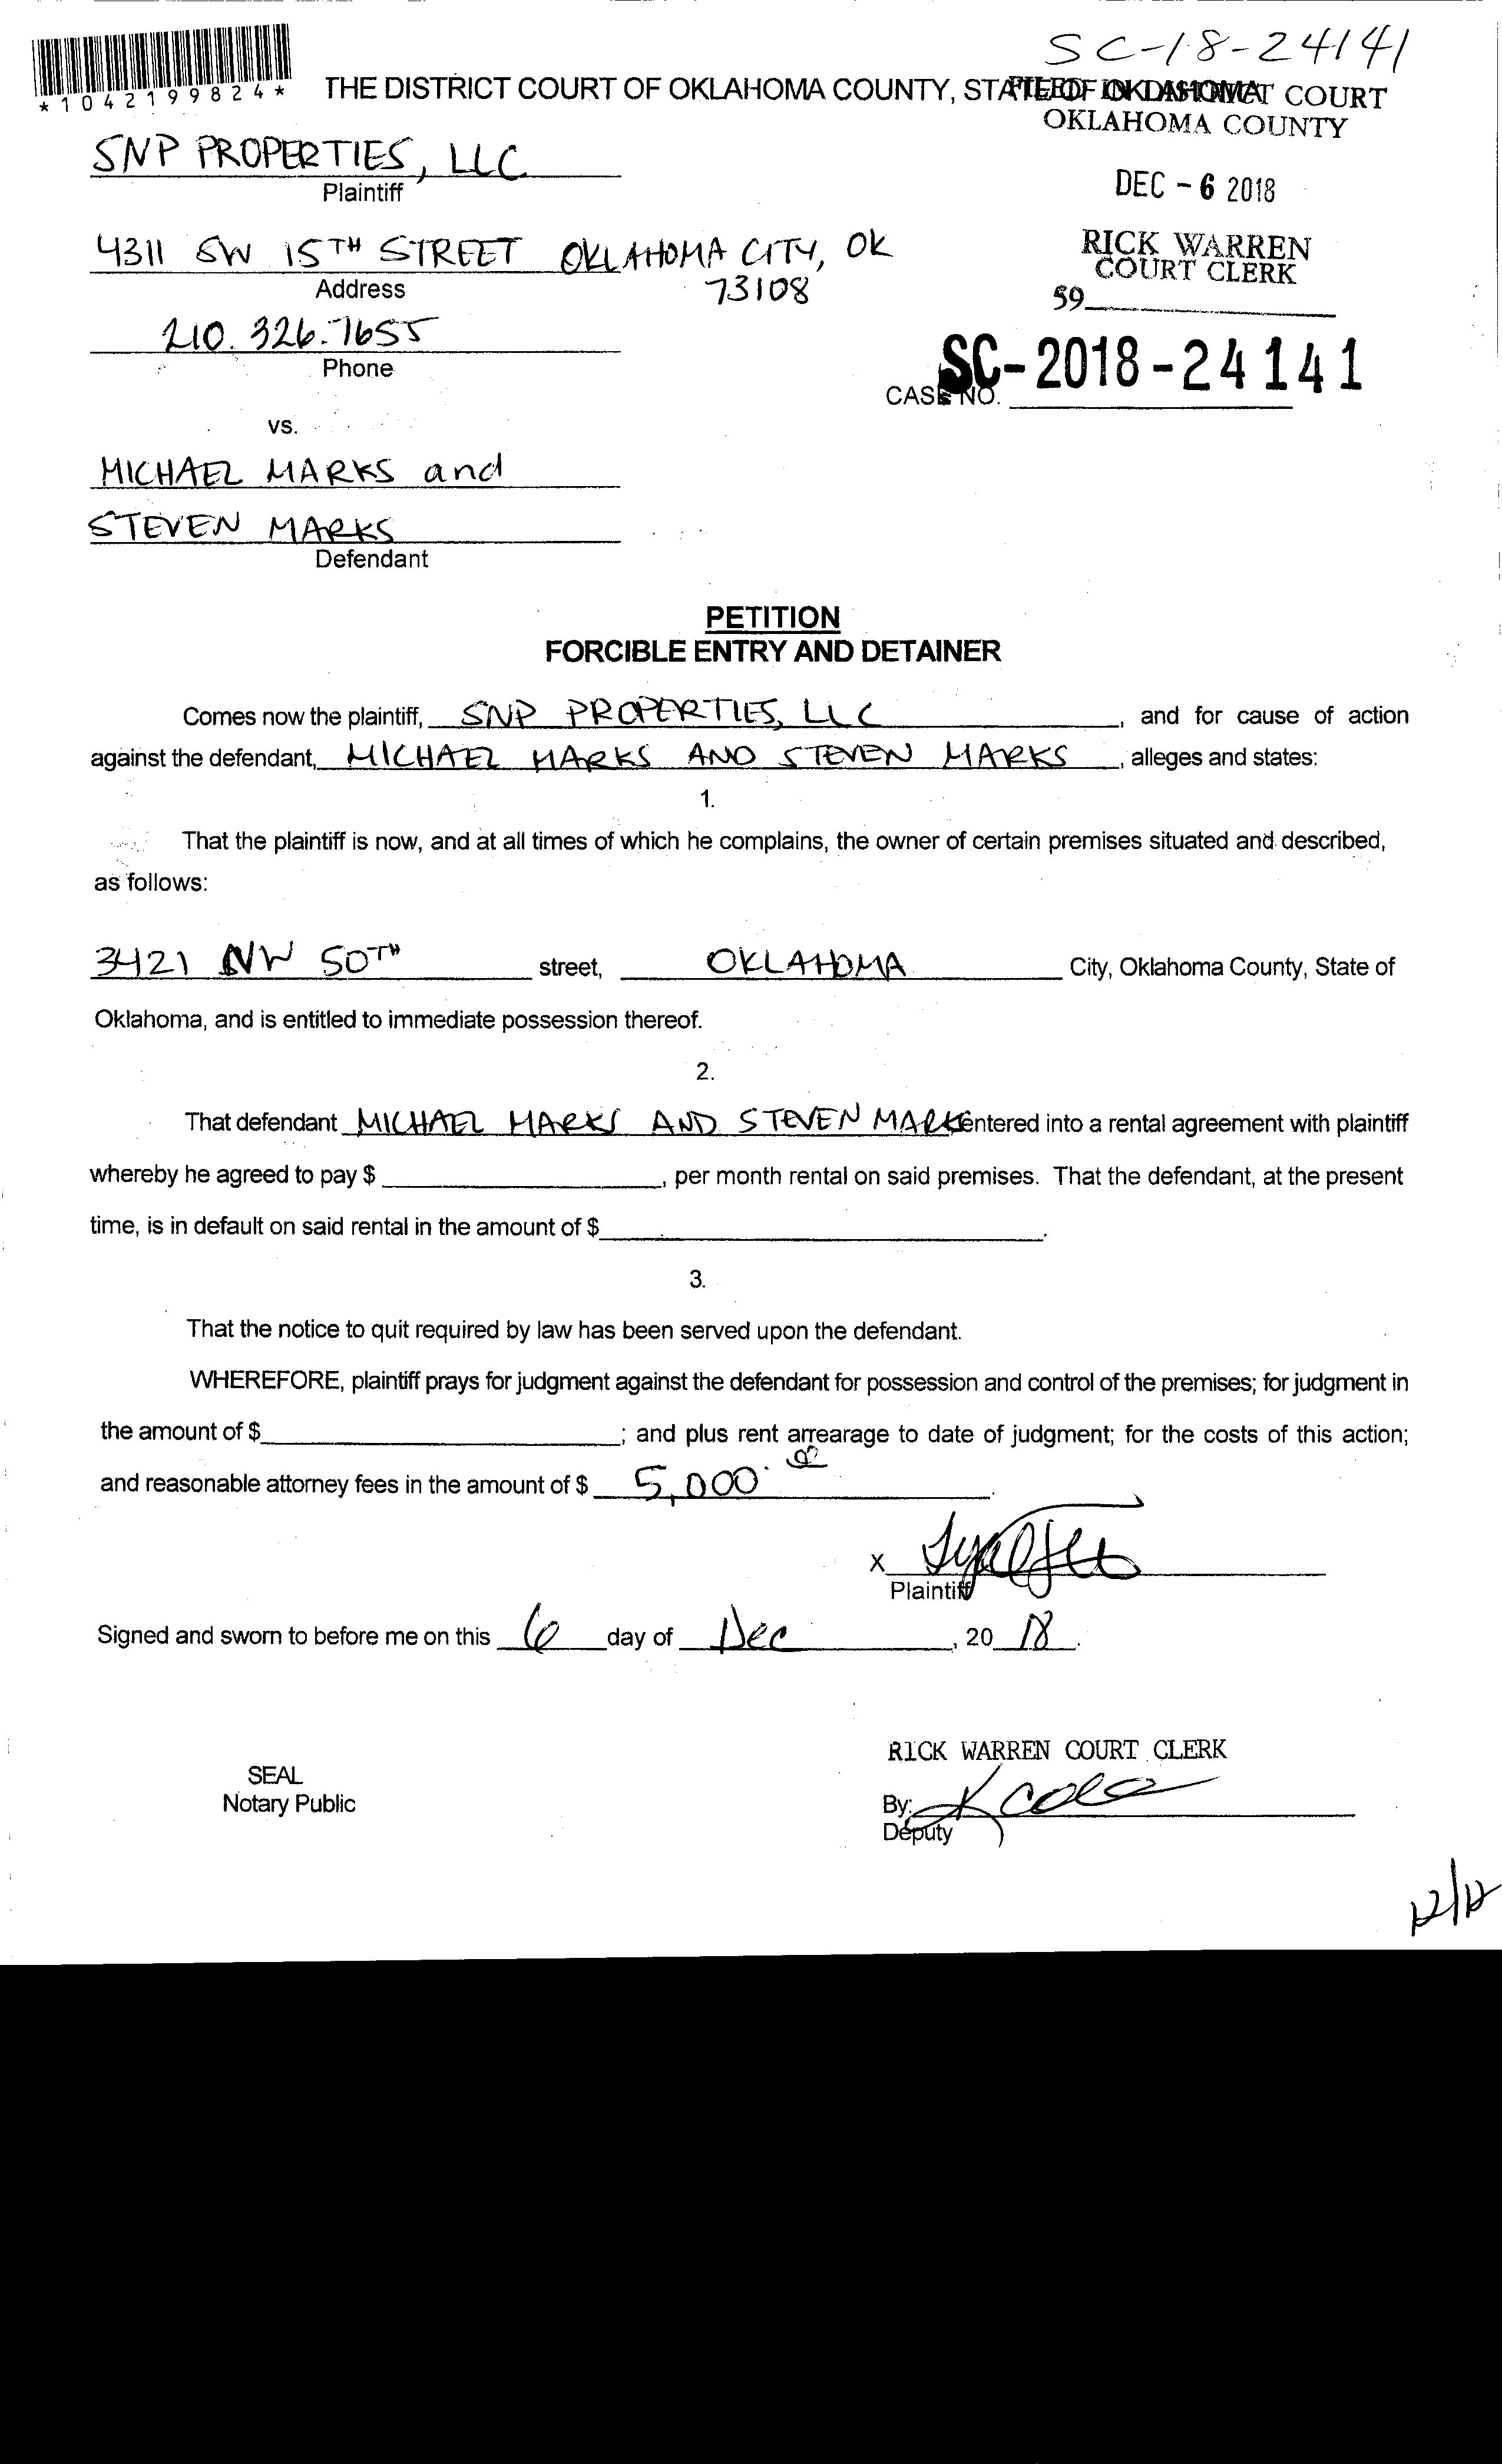 SC-18-24141
*1042199824*
THE DISTRICT COURT OF OKLAHOMA COUNTY, STATE OF OKLAHOMA
FILED IN DISTRICT COURT
OKLAHOMA COUNTY
SNP PROPERTIES, LLC
Plaintiff
DEC - 6 2018
4311 SW 15TH STREET OKLAHOMA CITY, OK
73108
Address
RICK WARREN
COURT CLERK
59
210.326.7655
Phone
SC-2018-24141
CASE NO.
vs.
MICHAEL MARKS and
STEVEN MARKS
Defendant
PETITION
FORCIBLE ENTRY AND DETAINER
Comes now the plaintiff, SNP PROPERTIES, LLC, and for cause of action
against the defendant, MICHAEL MARKS AND STEVEN MARKS, alleges and states:
1.
That the plaintiff is now, and at all times of which he complains, the owner of certain premises situated and described,
as follows:
3421 NW 50TH street, OKLAHOMA City, Oklahoma County, State of
Oklahoma, and is entitled to immediate possession thereof.
2.
That defendant MICHAEL MARKS AND STEVEN MARKS entered into a rental agreement with plaintiff
whereby he agreed to pay $ , per month rental on said premises. That the defendant, at the present
time, is in default on said rental in the amount of $ .
3.
That the notice to quit required by law has been served upon the defendant.
WHEREFORE, plaintiff prays for judgment against the defendant for possession and control of the premises; for judgment in
the amount of $ ; and plus rent arrearage to date of judgment; for the costs of this action;
and reasonable attorney fees in the amount of $ 5,000.00.
X
Plaintiff
Signed and sworn to before me on this 6 day of Dec, 20 18.
RICK WARREN COURT CLERK
SEAL
Notary Public
By: K Cole
Deputy
12/12